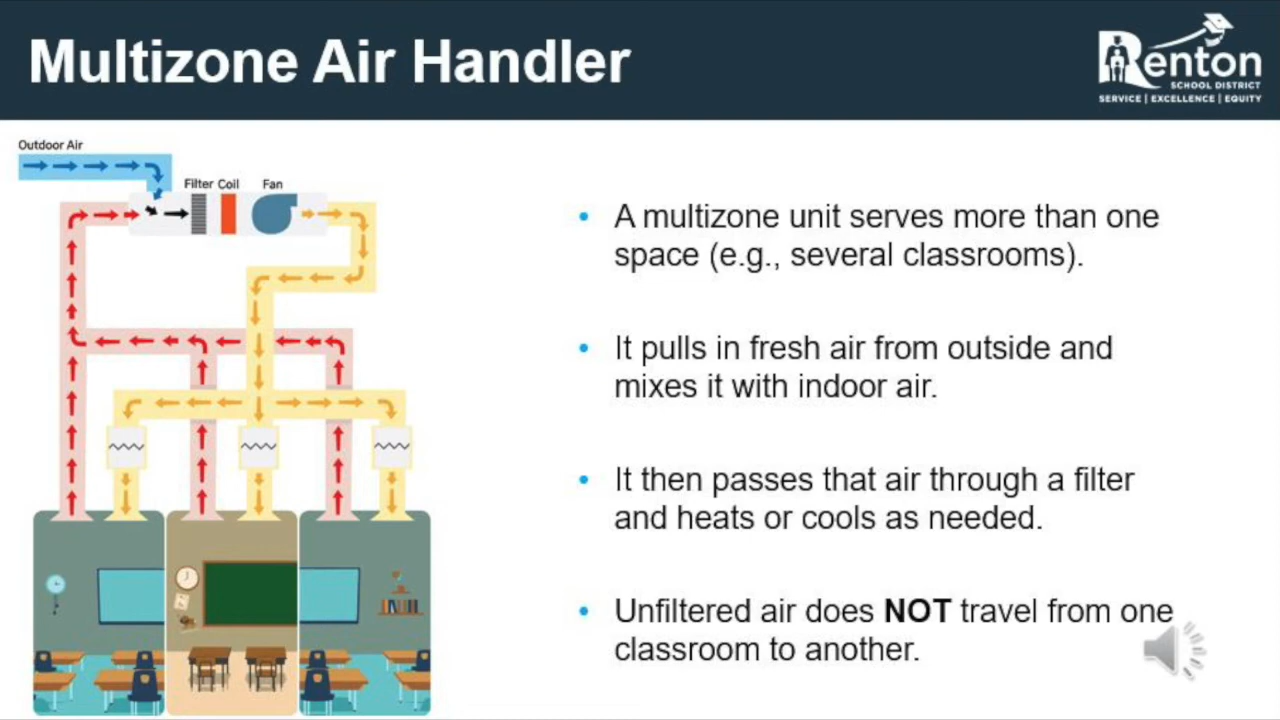 Multizone Air Handler
Renton
SCHOOL DISTRICT
SERVICE | EXCELLENCE | EQUITY
Outdoor Air
Filter Coil Fan
• A multizone unit serves more than one
space (e.g., several classrooms).
• It pulls in fresh air from outside and
mixes it with indoor air.
• It then passes that air through a filter
and heats or cools as needed.
• Unfiltered air does NOT travel from one
classroom to another.